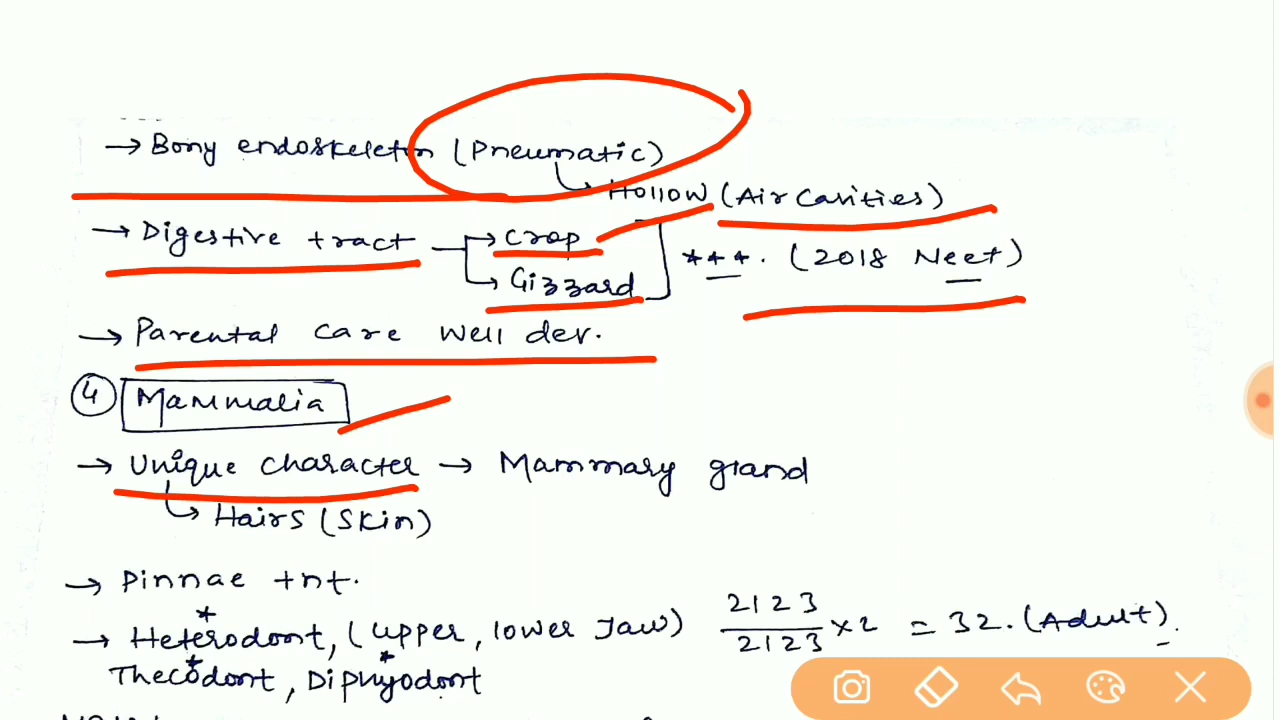 → Bony endoskeleton (Pneumatic)
↳ Hollow (Air Cavities)
→ Digestive tract → Crop
→ Gizzard ] ***. (2018 Neet)
→ Parental care well dev.
④ Mammalia
→ Unique character → Mammary gland
↳ Hairs (Skin)
→ Pinnae +nt.
→ Heterodont, (upper, lower Jaw) 2123/2123 ×2 = 32. (Adult).
Thecodont, Diphyodont